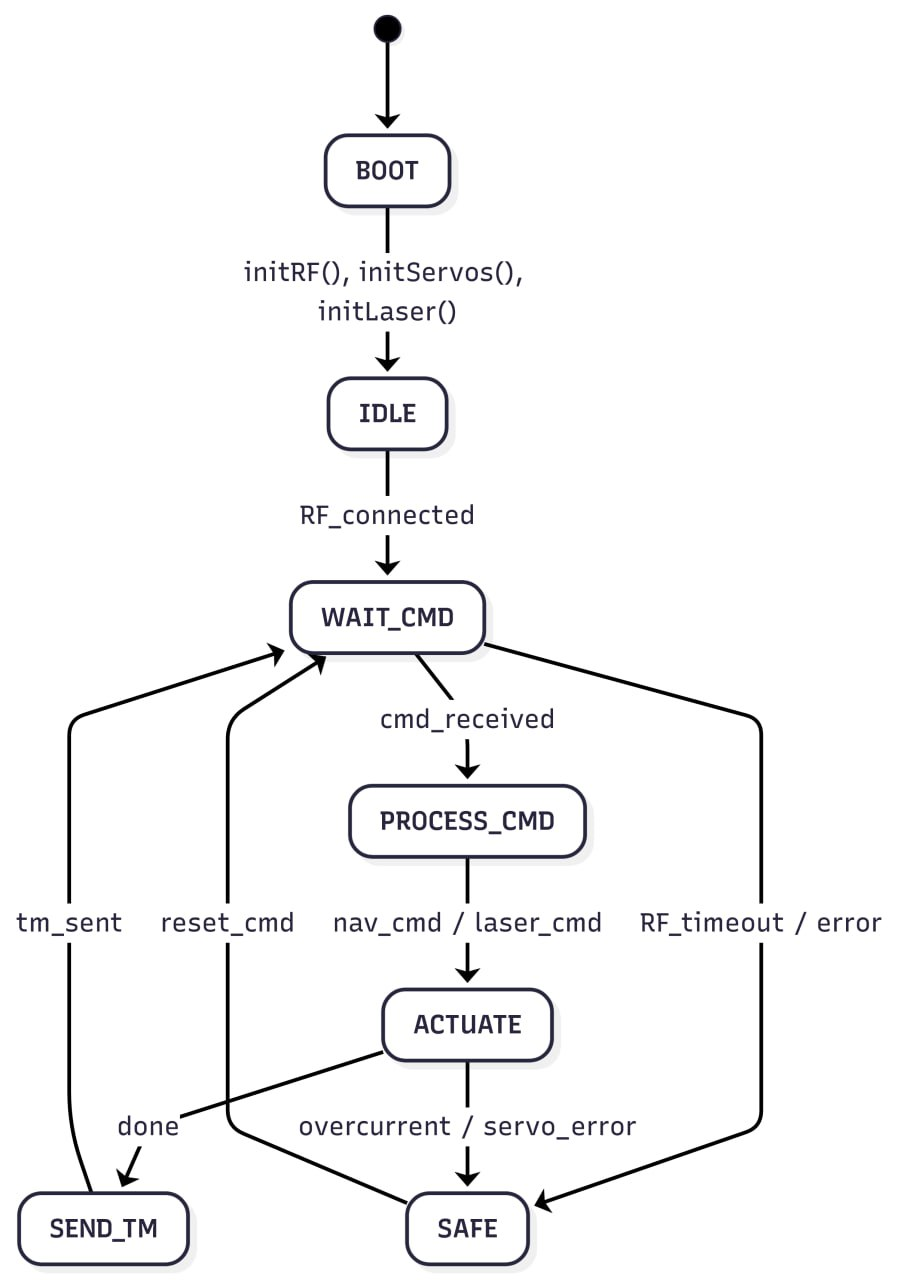 BOOT
initRF(), initServos(),
initLaser()
IDLE
RF_connected
WAIT_CMD
cmd_received
PROCESS_CMD
tm_sent
reset_cmd
nav_cmd / laser_cmd
RF_timeout / error
ACTUATE
done
overcurrent / servo_error
SEND_TM
SAFE